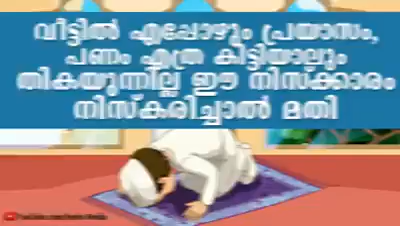 വീട്ടിൽ എപ്പോഴും പ്രയാസം,
പണം എത്ര കിട്ടിയാലും
തികയുന്നില്ല ഈ നിസ്ക്കാരം
നിസ്കരിച്ചാൽ മതി